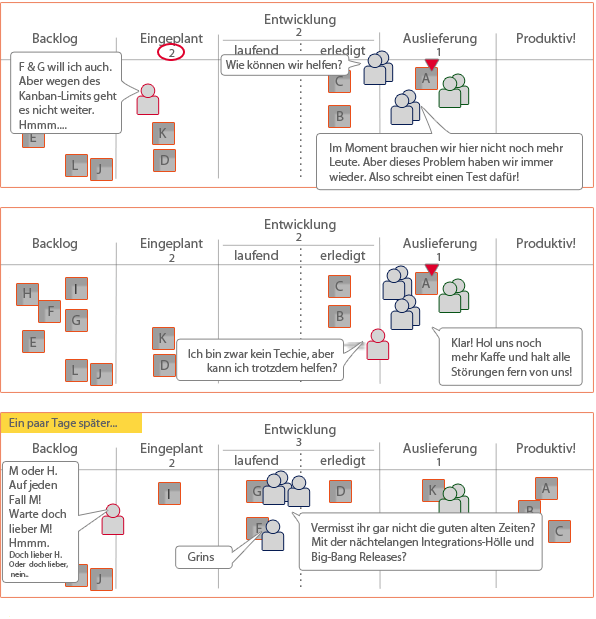 Entwicklung
Backlog
Eingeplant
2
Auslieferung
Produktiv!
2
laufend
erledigt
1
F & G will ich auch.
Aber wegen des
Kanban-Limits geht
es nicht weiter.
Hmmm....
Wie können wir helfen?
A
C
B
E
K
L
J
D
Im Moment brauchen wir hier nicht noch mehr
Leute. Aber dieses Problem haben wir immer
wieder. Also schreibt einen Test dafür!
Entwicklung
2
Backlog
Eingeplant
Auslieferung
Produktiv!
2
laufend
erledigt
1
H
I
F
G
E
L
J
C
A
B
K
D
Ich bin zwar kein Techie, aber
kann ich trotzdem helfen?
Klar! Hol uns noch
mehr Kaffe und halt alle
Störungen fern von uns!
Ein paar Tage später...
Entwicklung
3
Backlog
Eingeplant
Auslieferung
Produktiv!
2
laufend
erledigt
1
M oder H.
Auf jeden
Fall M!
Warte doch
lieber M!
Hmmm.
Doch lieber H.
Oder doch lieber,
nein..
J
I
G
D
K
A
B
F
C
Grins
Vermisst ihr gar nicht die guten alten Zeiten?
Mit der nächtelangen Integrations-Hölle und
Big-Bang Releases?